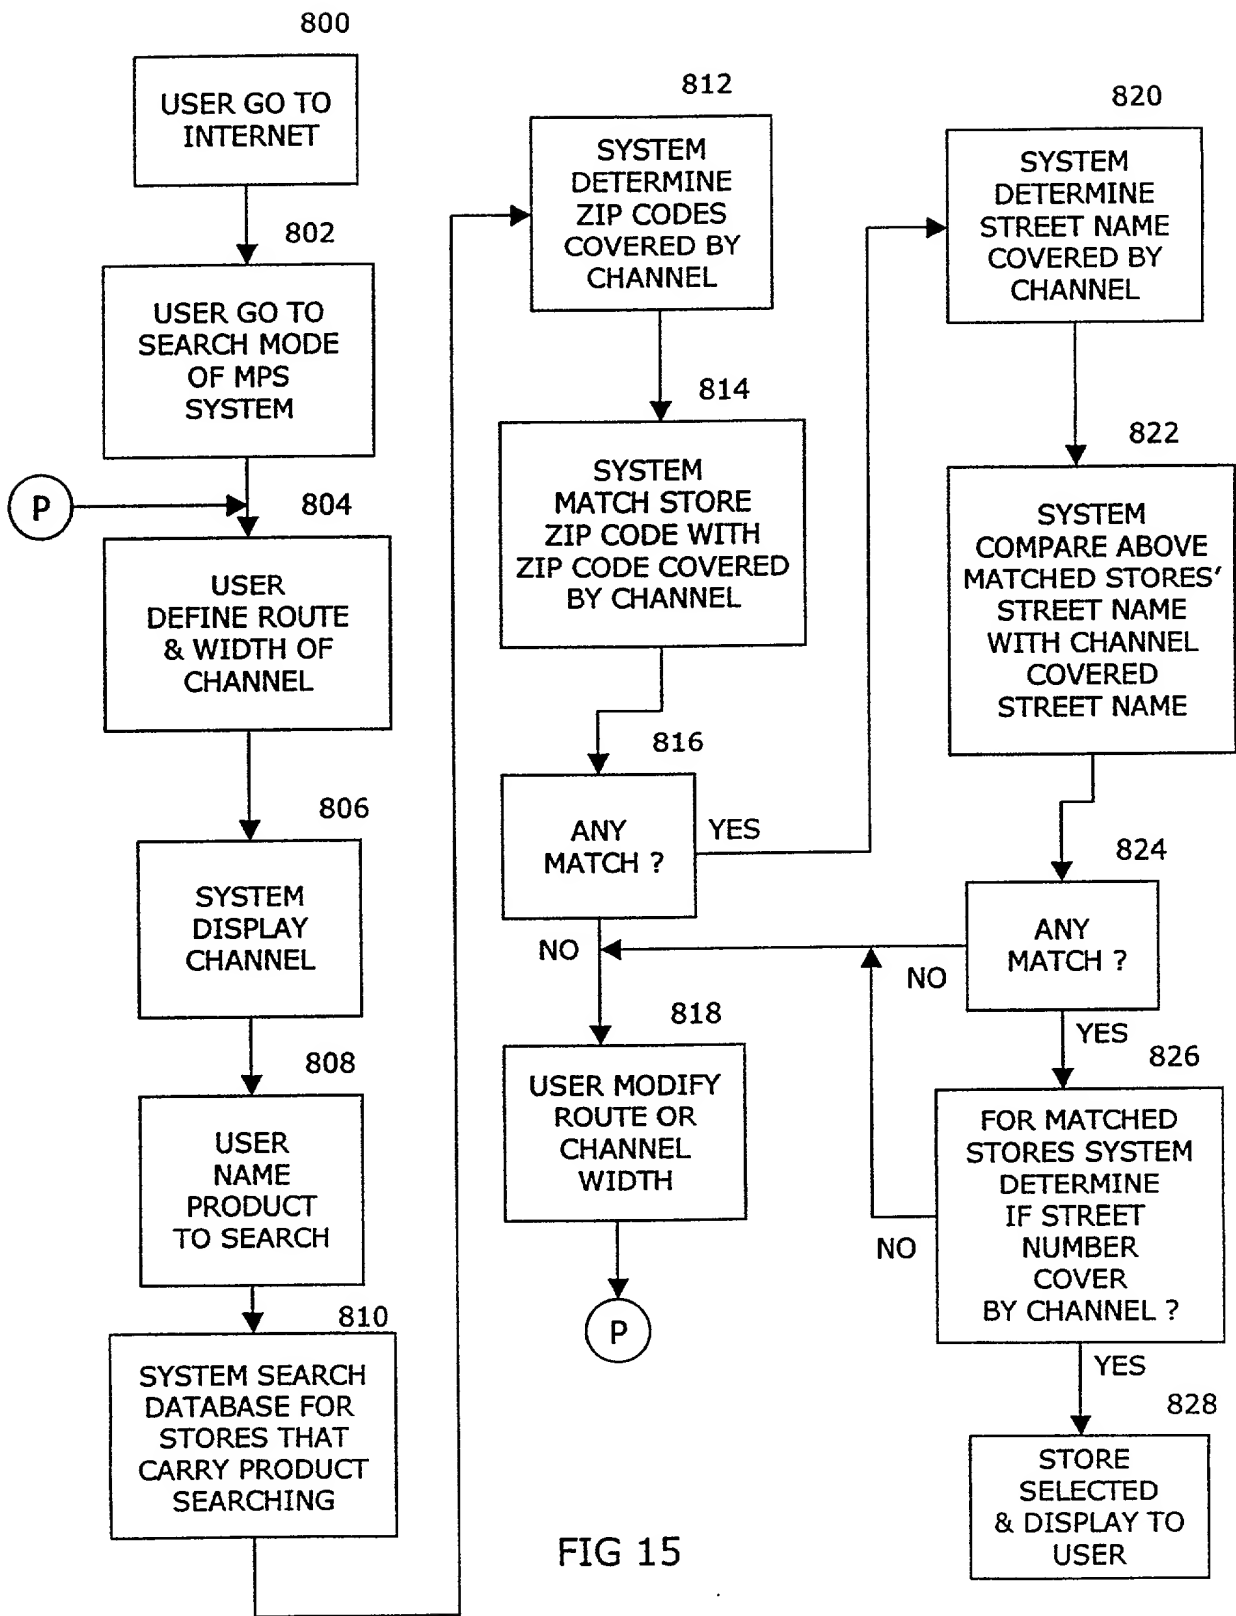 800
USER GO TO
INTERNET
802
USER GO TO
SEARCH MODE
OF MPS
SYSTEM
P
804
USER
DEFINE ROUTE
& WIDTH OF
CHANNEL
806
SYSTEM
DISPLAY
CHANNEL
808
USER
NAME
PRODUCT
TO SEARCH
810
SYSTEM SEARCH
DATABASE FOR
STORES THAT
CARRY PRODUCT
SEARCHING
812
SYSTEM
DETERMINE
ZIP CODES
COVERED BY
CHANNEL
814
SYSTEM
MATCH STORE
ZIP CODE WITH
ZIP CODE COVERED
BY CHANNEL
816
ANY
MATCH ?
YES
NO
818
USER MODIFY
ROUTE OR
CHANNEL
WIDTH
P
820
SYSTEM
DETERMINE
STREET NAME
COVERED BY
CHANNEL
822
SYSTEM
COMPARE ABOVE
MATCHED STORES'
STREET NAME
WITH CHANNEL
COVERED
STREET NAME
824
ANY
MATCH ?
NO
YES
826
FOR MATCHED
STORES SYSTEM
DETERMINE
IF STREET
NUMBER
COVER
BY CHANNEL ?
NO
YES
828
STORE
SELECTED
& DISPLAY TO
USER
FIG 15